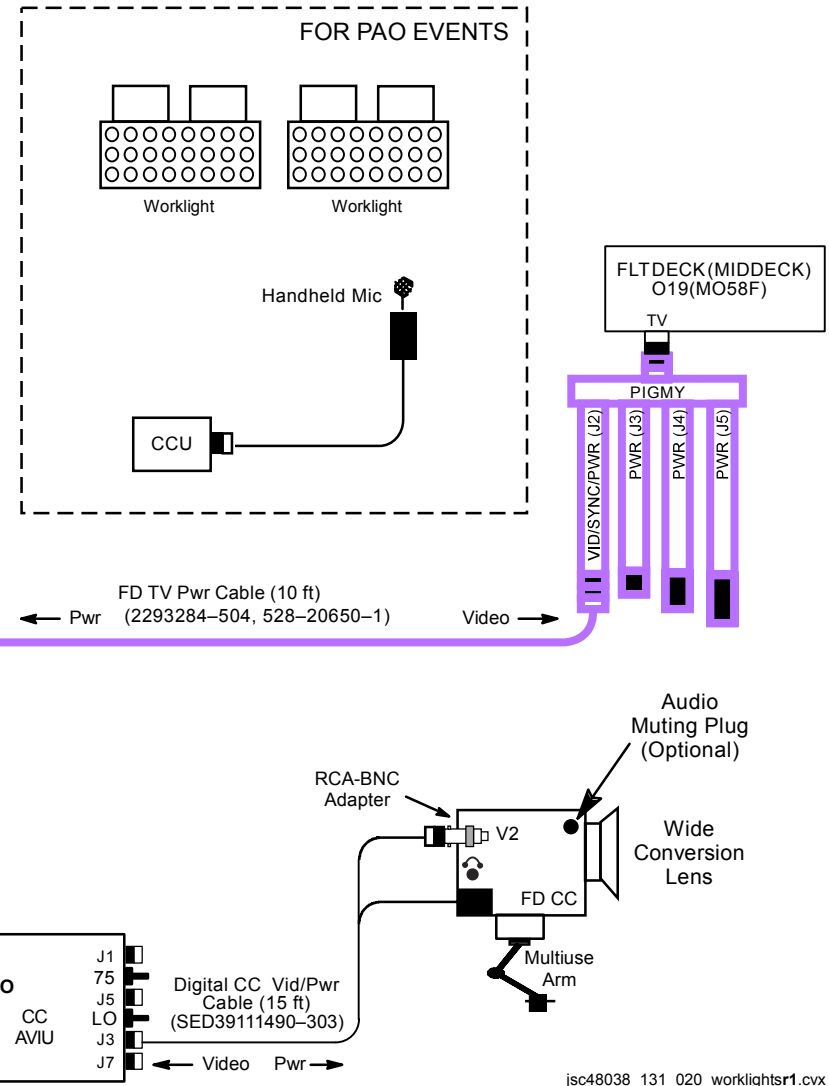 FOR PAO EVENTS
Worklight
Worklight
Handheld Mic
CCU
FLTDECK(MIDDECK)
O19(MO58F)
TV
PIGMY
VID/SYNC/PWR (J2)
PWR (J3)
PWR (J4)
PWR (J5)
FD TV Pwr Cable (10 ft)
Pwr (2293284–504, 528–20650–1) Video
Audio
Muting Plug
(Optional)
RCA-BNC
Adapter
V2
Wide
Conversion
Lens
FD CC
Multiuse
Arm
O
CC
AVIU
J1
75
J5
LO
J3
J7
Digital CC Vid/Pwr
Cable (15 ft)
(SED39111490–303)
Video Pwr
jsc48038_131_020_worklightsr1.cvx